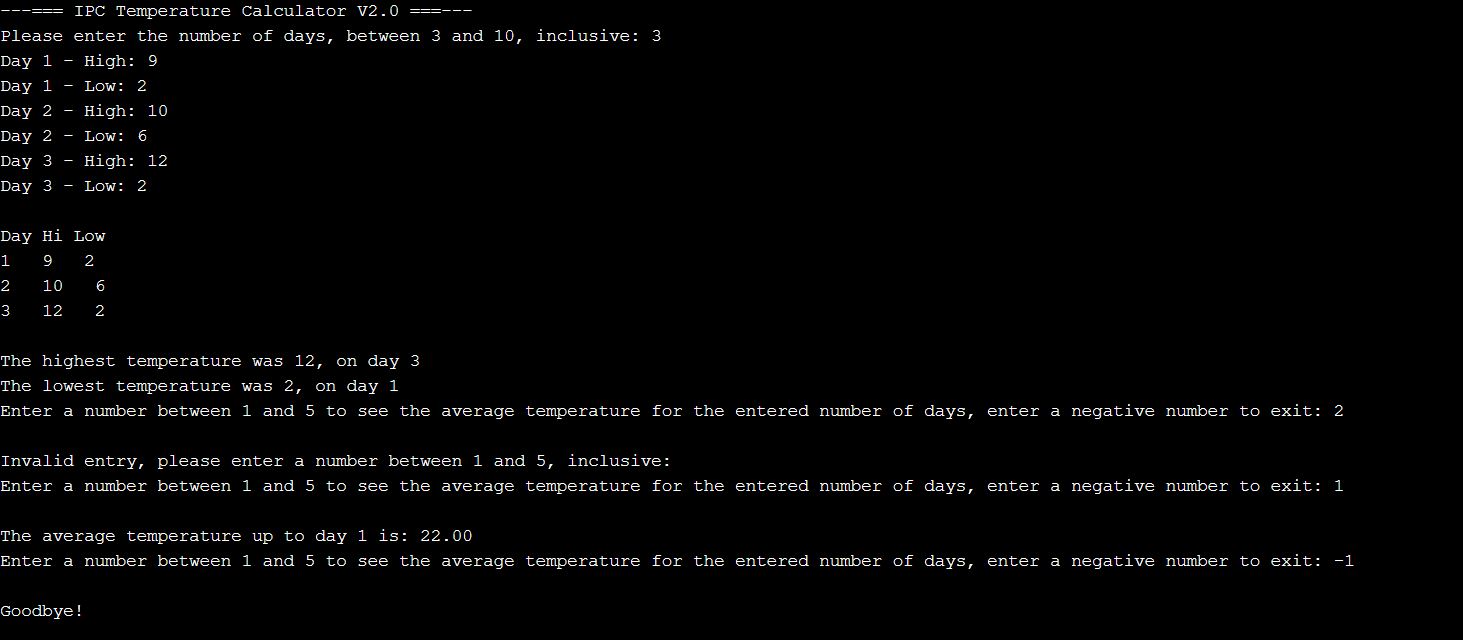 ---=== IPC Temperature Calculator V2.0 ===---
Please enter the number of days, between 3 and 10, inclusive: 3
Day 1 - High: 9
Day 1 - Low: 2
Day 2 - High: 10
Day 2 - Low: 6
Day 3 - High: 12
Day 3 - Low: 2
Day Hi Low
1   9   2
2   10   6
3   12   2
The highest temperature was 12, on day 3
The lowest temperature was 2, on day 1
Enter a number between 1 and 5 to see the average temperature for the entered number of days, enter a negative number to exit: 2
Invalid entry, please enter a number between 1 and 5, inclusive:
Enter a number between 1 and 5 to see the average temperature for the entered number of days, enter a negative number to exit: 1
The average temperature up to day 1 is: 22.00
Enter a number between 1 and 5 to see the average temperature for the entered number of days, enter a negative number to exit: -1
Goodbye!